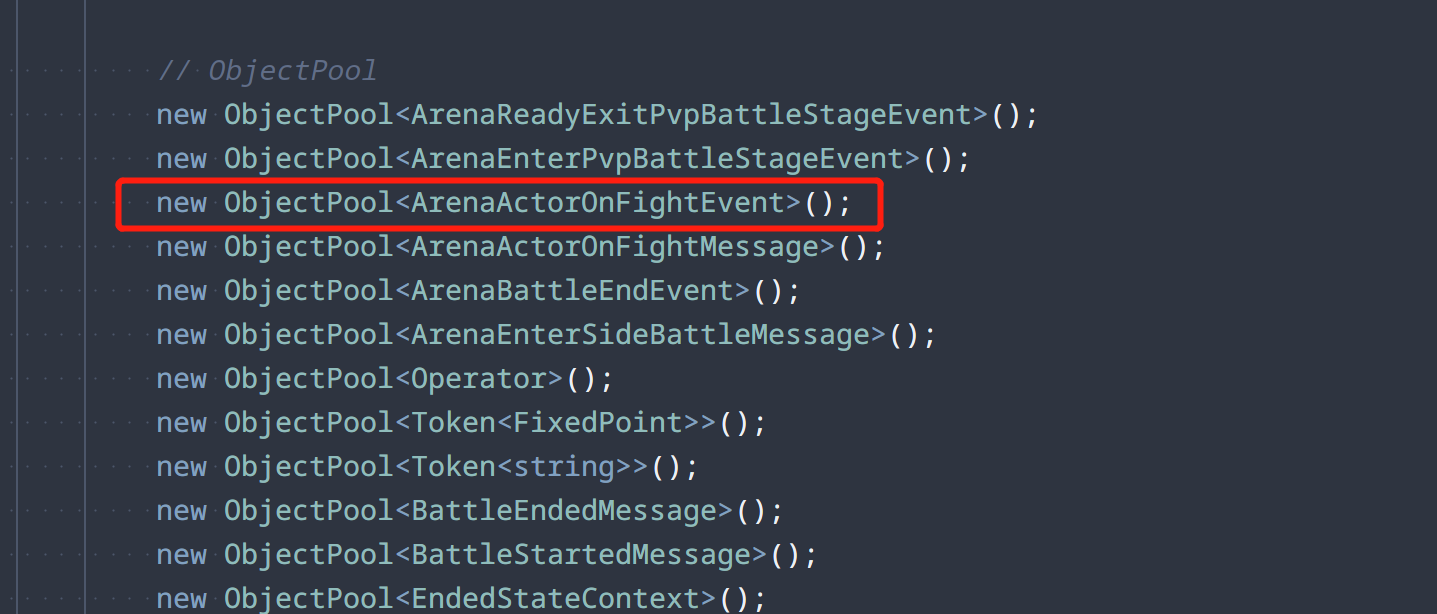 // ObjectPool
new ObjectPool<ArenaReadyExitPvpBattleStageEvent>();
new ObjectPool<ArenaEnterPvpBattleStageEvent>();
new ObjectPool<ArenaActorOnFightEvent>();
new ObjectPool<ArenaActorOnFightMessage>();
new ObjectPool<ArenaBattleEndEvent>();
new ObjectPool<ArenaEnterSideBattleMessage>();
new ObjectPool<Operator>();
new ObjectPool<Token<FixedPoint>>();
new ObjectPool<Token<string>>();
new ObjectPool<BattleEndedMessage>();
new ObjectPool<BattleStartedMessage>();
new ObjectPool<EndedStateContext>();